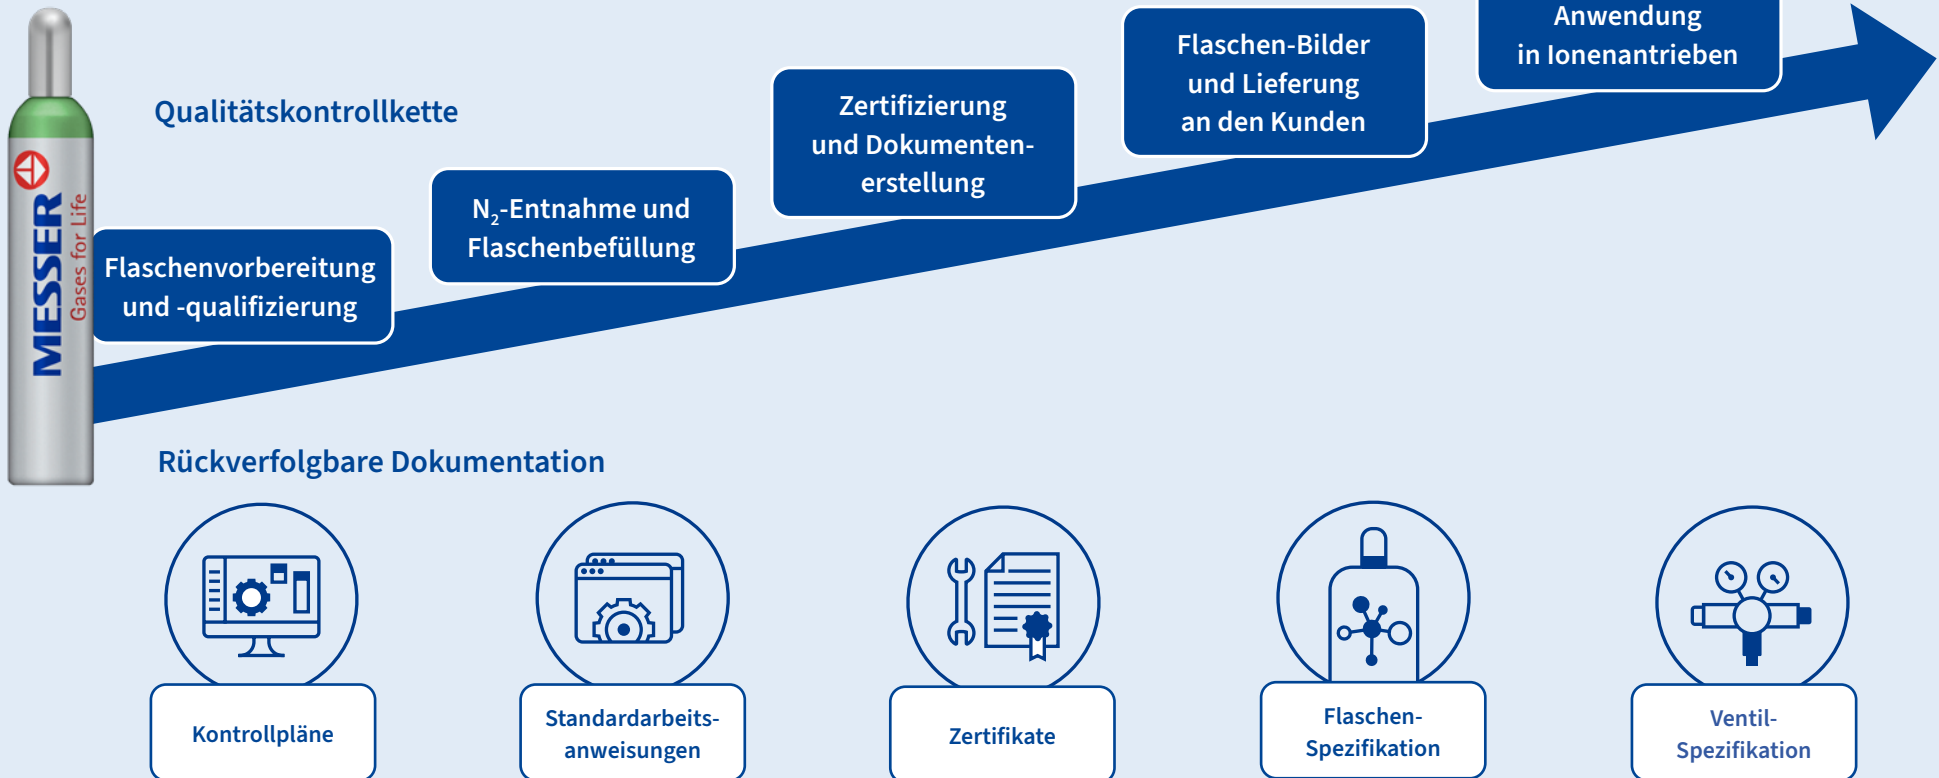 MESSER
Gases for Life
Qualitätskontrollkette
Flaschenvorbereitung
und -qualifizierung
N₂-Entnahme und
Flaschenbefüllung
Zertifizierung
und Dokumenten-
erstellung
Flaschen-Bilder
und Lieferung
an den Kunden
Anwendung
in Ionenantrieben
Rückverfolgbare Dokumentation
Kontrollpläne
Standardarbeits-
anweisungen
Zertifikate
Flaschen-
Spezifikation
Ventil-
Spezifikation